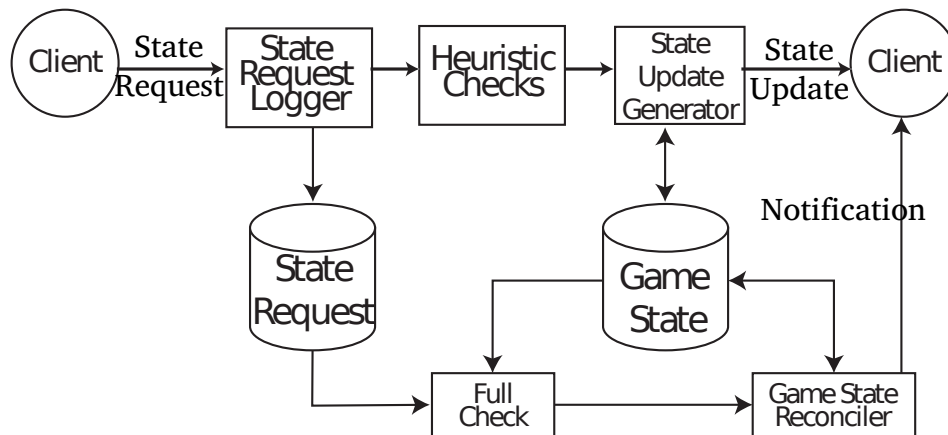 Client
State
Request
State
Request
Logger
Heuristic
Checks
State
Update
Generator
State
Update
Client
Notification
State
Request
Game
State
Full
Check
Game State
Reconciler